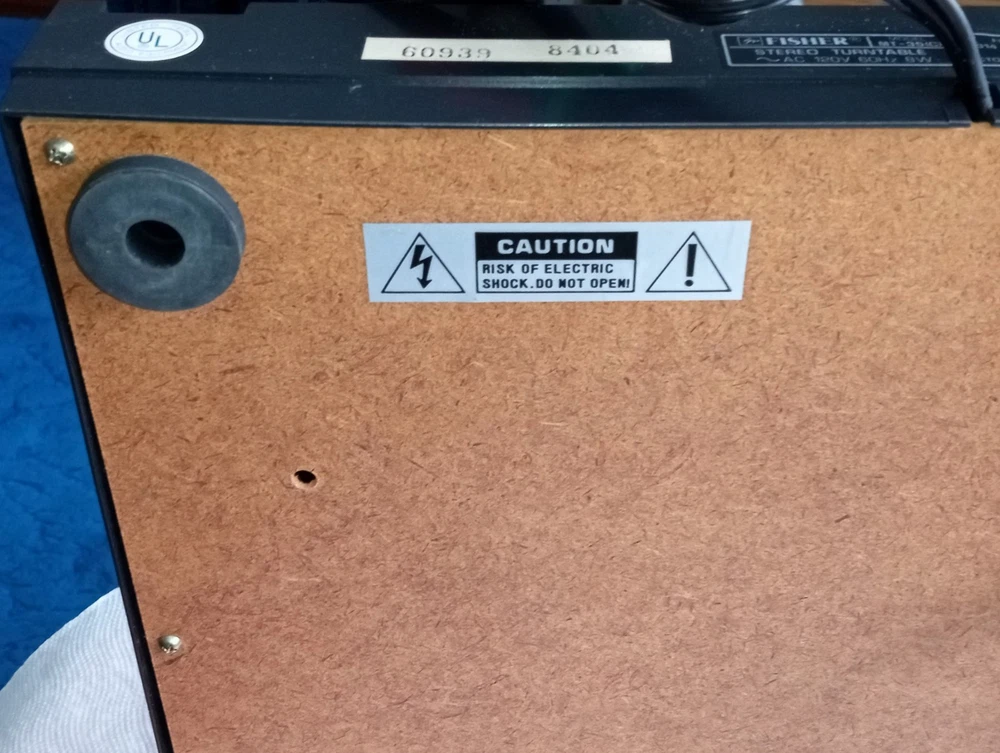 UL
60939 8404
FISHER®
STEREO TURNTABLE
AC 120V 60Hz 8W
CAUTION
RISK OF ELECTRIC
SHOCK.DO NOT OPEN!